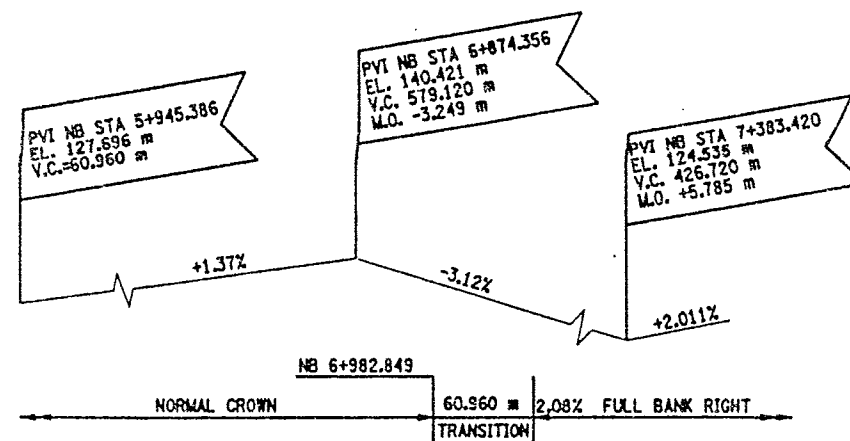 PVI NB STA 5+945.386
EL. 127.696 m
V.C.=60.960 m
PVI NB STA 6+874.356
EL. 140.421 m
V.C. 579.120 m
M.O. -3.249 m
PVI NB STA 7+383.420
EL. 124.535 m
V.C. 426.720 m
M.O. +5.785 m
+1.37%
-3.12%
+2.011%
NB 6+982.849
NORMAL CROWN
60.960 m
2.08% FULL BANK RIGHT
TRANSITION